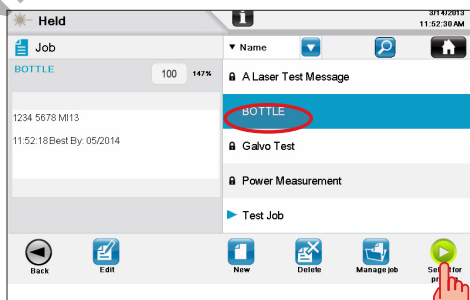 Held
3/14/2013
11:52:30 AM
Job
Name
BOTTLE
100
147%
A Laser Test Message
BOTTLE
1234 5678 MI13
11:52:18 Best By: 05/2014
Galvo Test
Power Measurement
Test Job
Back
Edit
New
Delete
Manage job
for